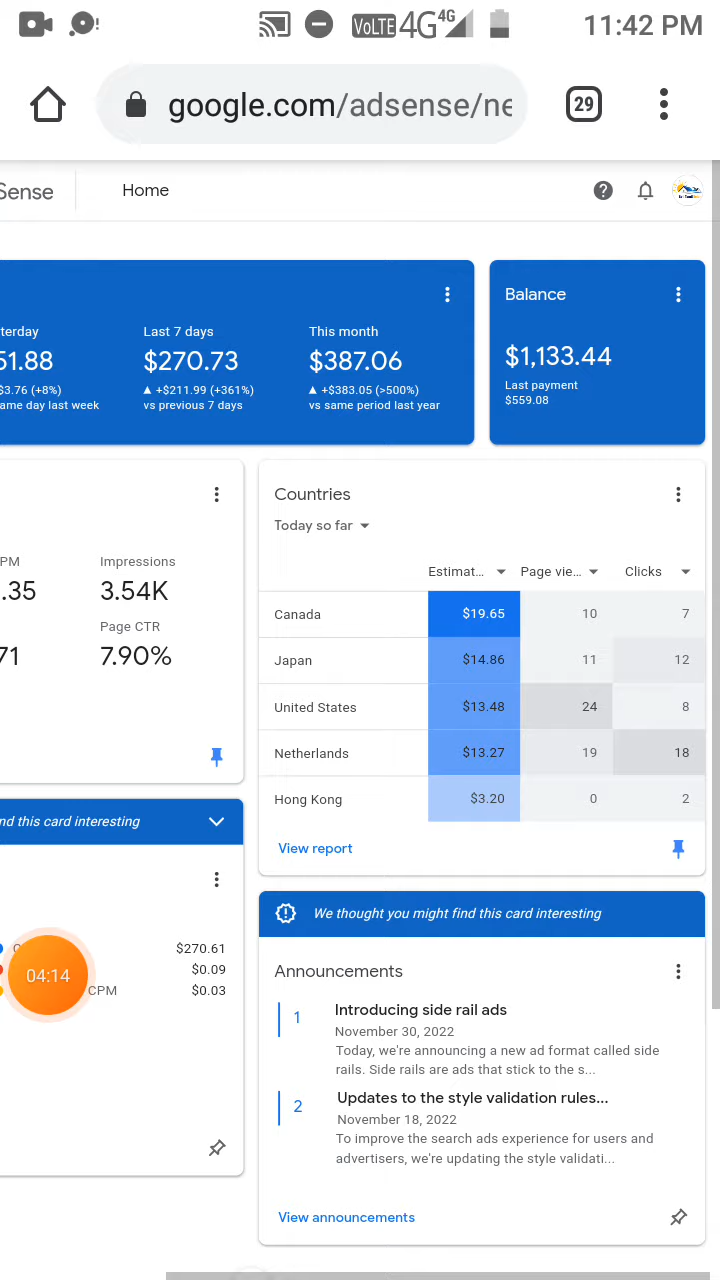 VoLTE 4G 4G 11:42 PM
google.com/adsense/ne 29
Sense Home
terday Last 7 days This month
51.88 $270.73 $387.06
$3.76 (+8%) +$211.99 (+361%) +$383.05 (>500%)
ame day last week vs previous 7 days vs same period last year
Balance
$1,133.44
Last payment
$559.08
PM Impressions
.35 3.54K
Page CTR
71 7.90%
Countries
Today so far
Estimat... Page vie... Clicks
Canada $19.65 10 7
Japan $14.86 11 12
United States $13.48 24 8
Netherlands $13.27 19 18
Hong Kong $3.20 0 2
View report
nd this card interesting
$270.61
$0.09
CPM $0.03
04:14
We thought you might find this card interesting
Announcements
1 Introducing side rail ads
November 30, 2022
Today, we're announcing a new ad format called side
rails. Side rails are ads that stick to the s...
2 Updates to the style validation rules...
November 18, 2022
To improve the search ads experience for users and
advertisers, we're updating the style validati...
View announcements